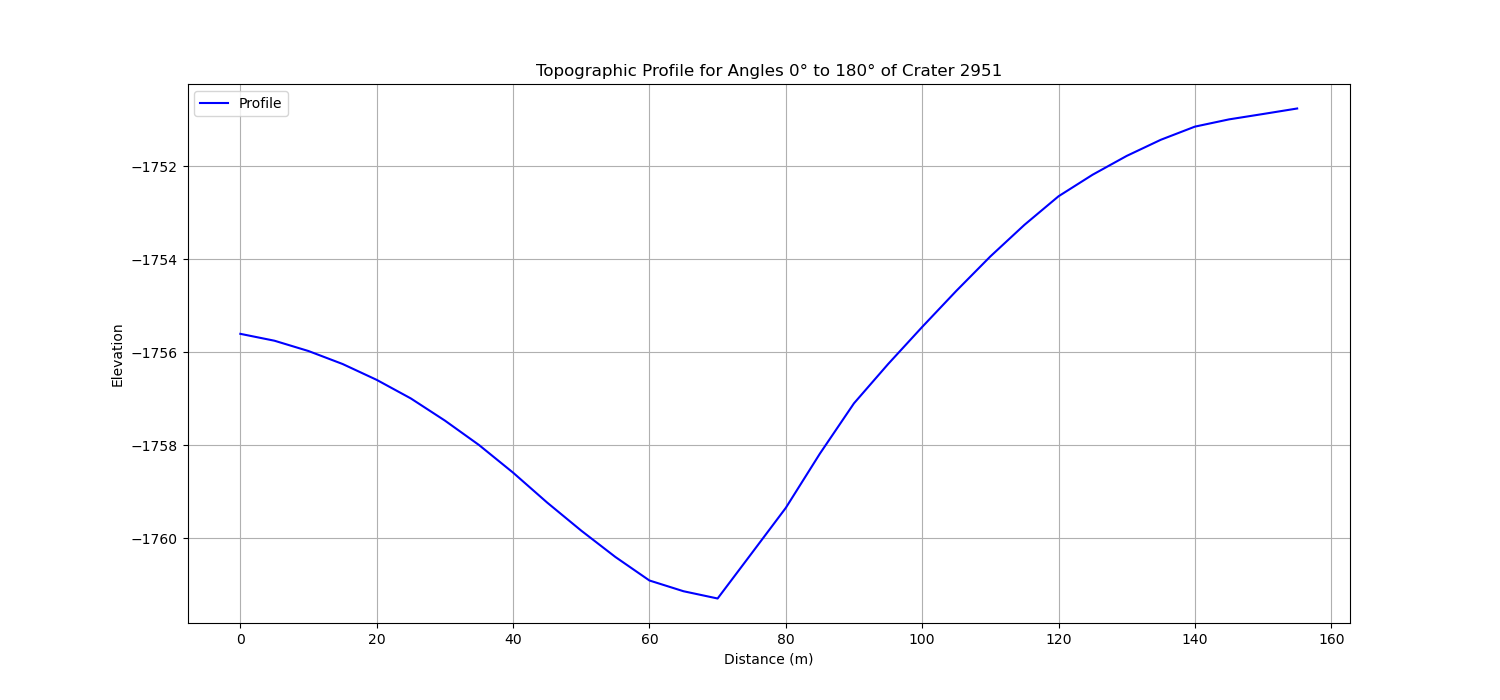 Topographic Profile for Angles 0° to 180° of Crater 2951
Profile
−1752
−1754
−1756
−1758
−1760
Elevation
0 20 40 60 80 100 120 140 160
Distance (m)